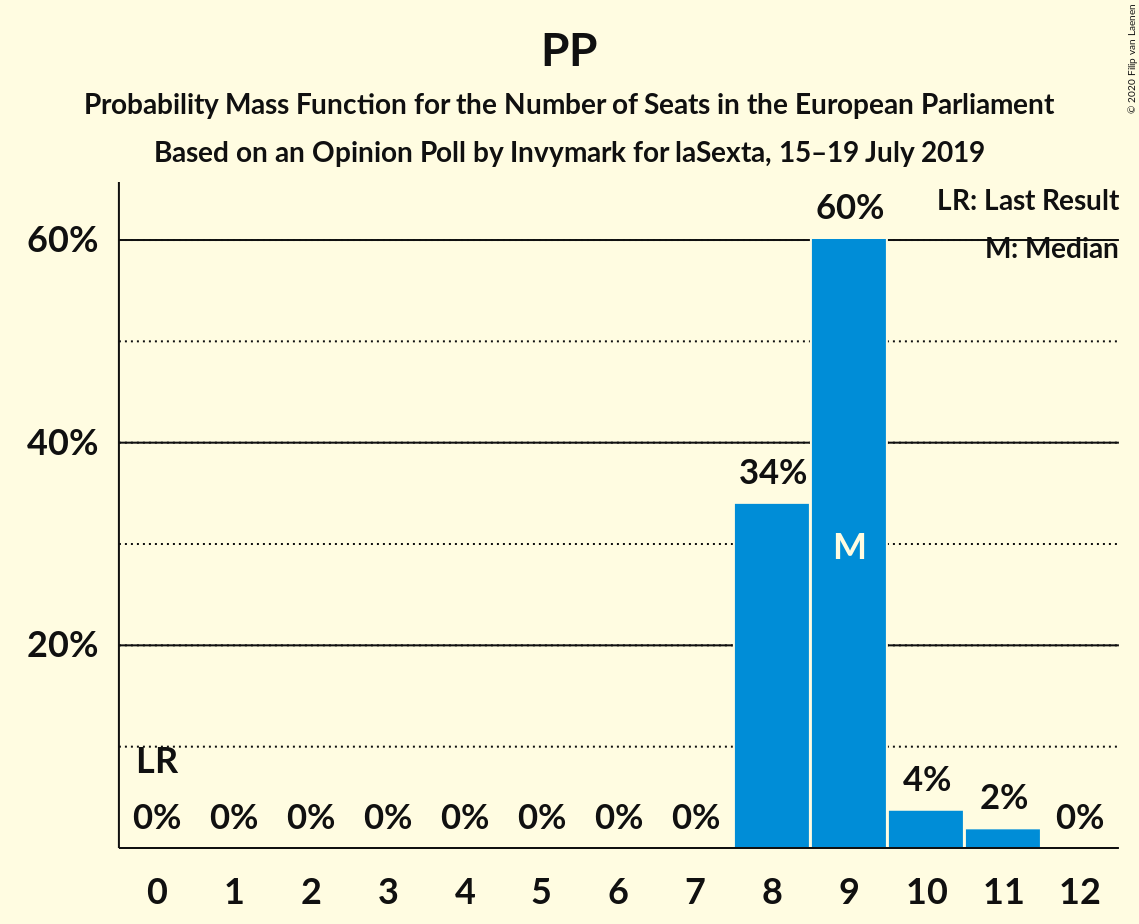 PP
Probability Mass Function for the Number of Seats in the European Parliament
Based on an Opinion Poll by Invymark for laSexta, 15–19 July 2019
© 2020 Filip van Laenen
LR: Last Result
M: Median
60%
40%
20%
60%
34%
M
LR
0% 0% 0% 0% 0% 0% 0% 0% 4% 2% 0%
0 1 2 3 4 5 6 7 8 9 10 11 12